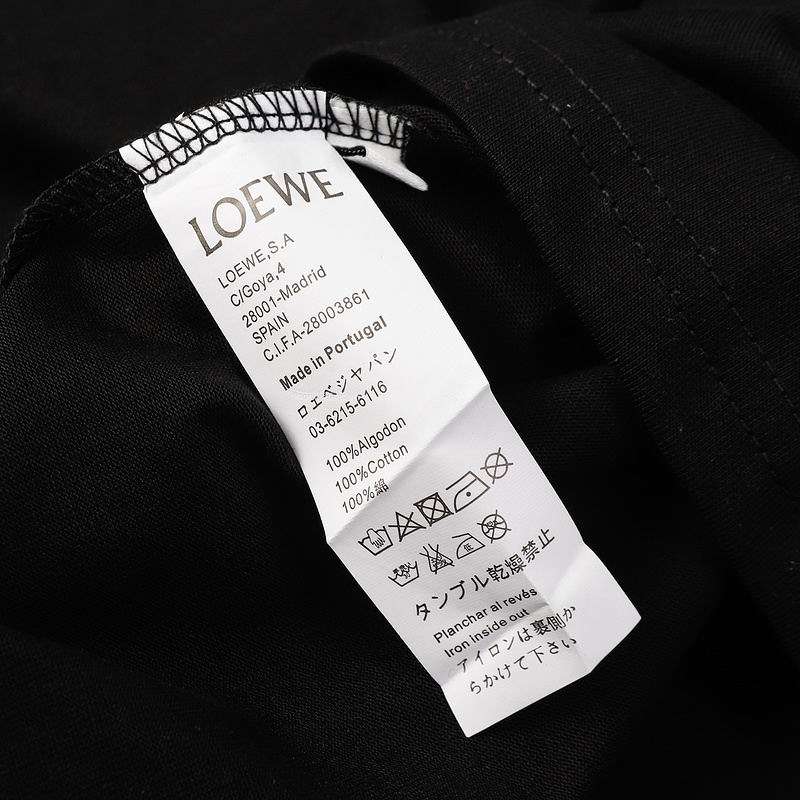 LOEWE
LOEWE,S.A
C/Goya,4
28001-Madrid
SPAIN
C.I.F.A-28003861
Made in Portugal
ロエベジャパン
03-6215-6116
100%Algodon
100%Cotton
100%綿
低
タンブル乾燥禁止
Planchar al revés
Iron inside out
アイロンは裏側か
らかけて下さい